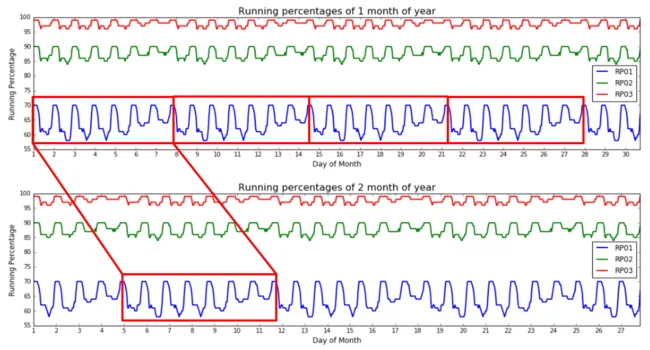 Running percentages of 1 month of year
Running Percentage
100
95
90
85
80
75
70
65
60
55
RP01
RP02
RP03
1 2 3 4 5 6 7 8 9 10 11 12 13 14 15 16 17 18 19 20 21 22 23 24 25 26 27 28 29 30
Day of Month
Running percentages of 2 month of year
Running Percentage
100
95
90
85
80
75
70
65
60
55
RP01
RP02
RP03
1 2 3 4 5 6 7 8 9 10 11 12 13 14 15 16 17 18 19 20 21 22 23 24 25 26 27
Day of Month